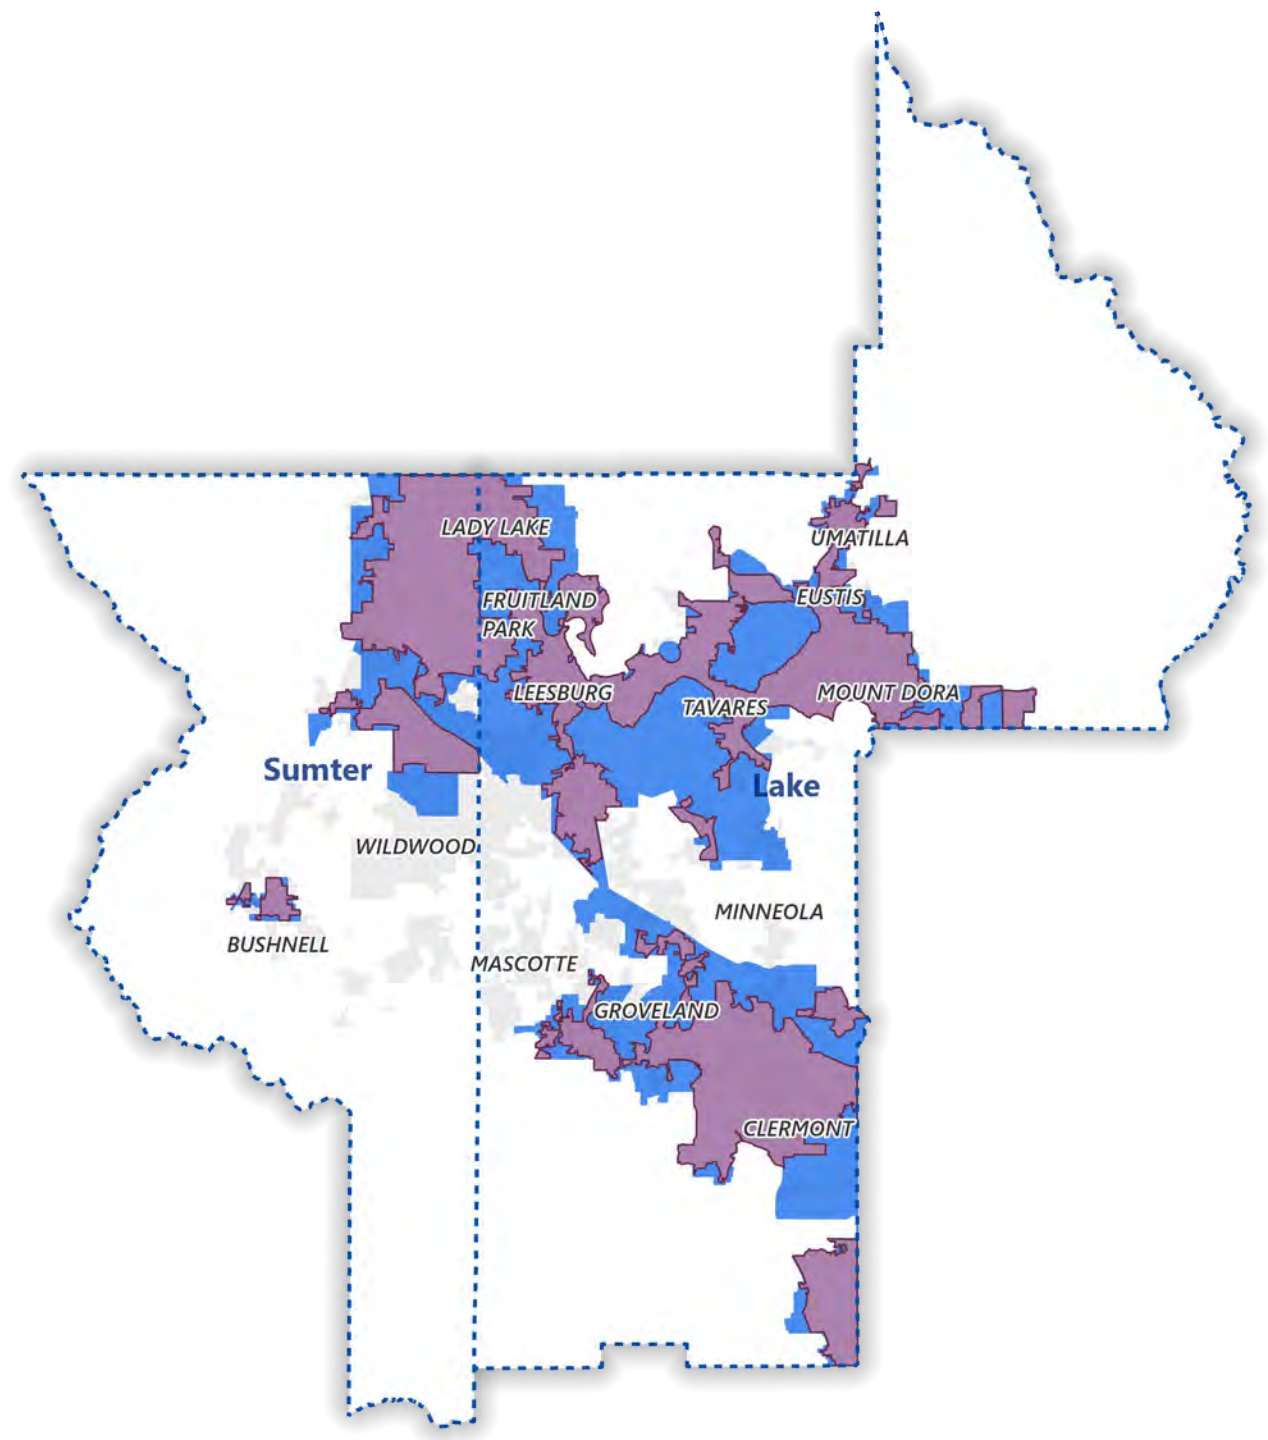 LADY LAKE
UMATILLA
FRUITLAND
PARK
EUSTIS
LEESBURG
TAVARES
MOUNT DORA
Sumter
Lake
WILDWOOD
MINNEOLA
BUSHNELL
MASCOTTE
GROVELAND
CLERMONT